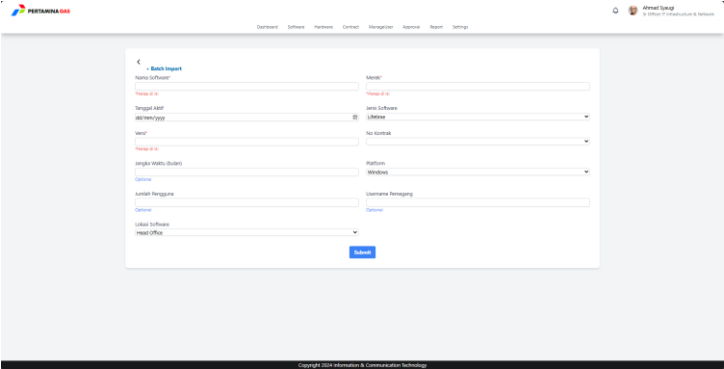 PERTAMINA GAS
Ahmad Syauqi
Sr Officer IT Infrastructure & Network
Dashboard Software Hardware Contract ManageUser Approval Report Settings
+ Batch Import
Nama Software*
Merek*
*Harap di isi
*Harap di isi
Tanggal Aktif
Jenis Software
dd/mm/yyyy
Lifetime
Versi*
No Kontrak
*Harap di isi
Jangka Waktu (bulan)
Platform
Windows
Optional
Jumlah Pengguna
Username Pemegang
Optional
Optional
Lokasi Software
Head Office
Submit
Copyright 2024 Information & Communication Technology